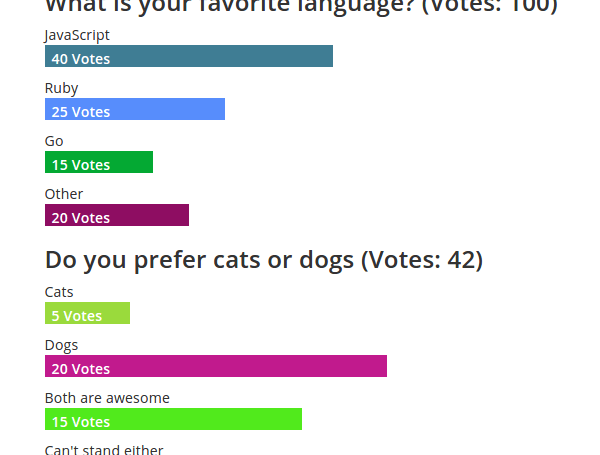 What is your favorite language? (Votes: 100)
JavaScript
40 Votes
Ruby
25 Votes
Go
15 Votes
Other
20 Votes
Do you prefer cats or dogs (Votes: 42)
Cats
5 Votes
Dogs
20 Votes
Both are awesome
15 Votes
Can't stand either